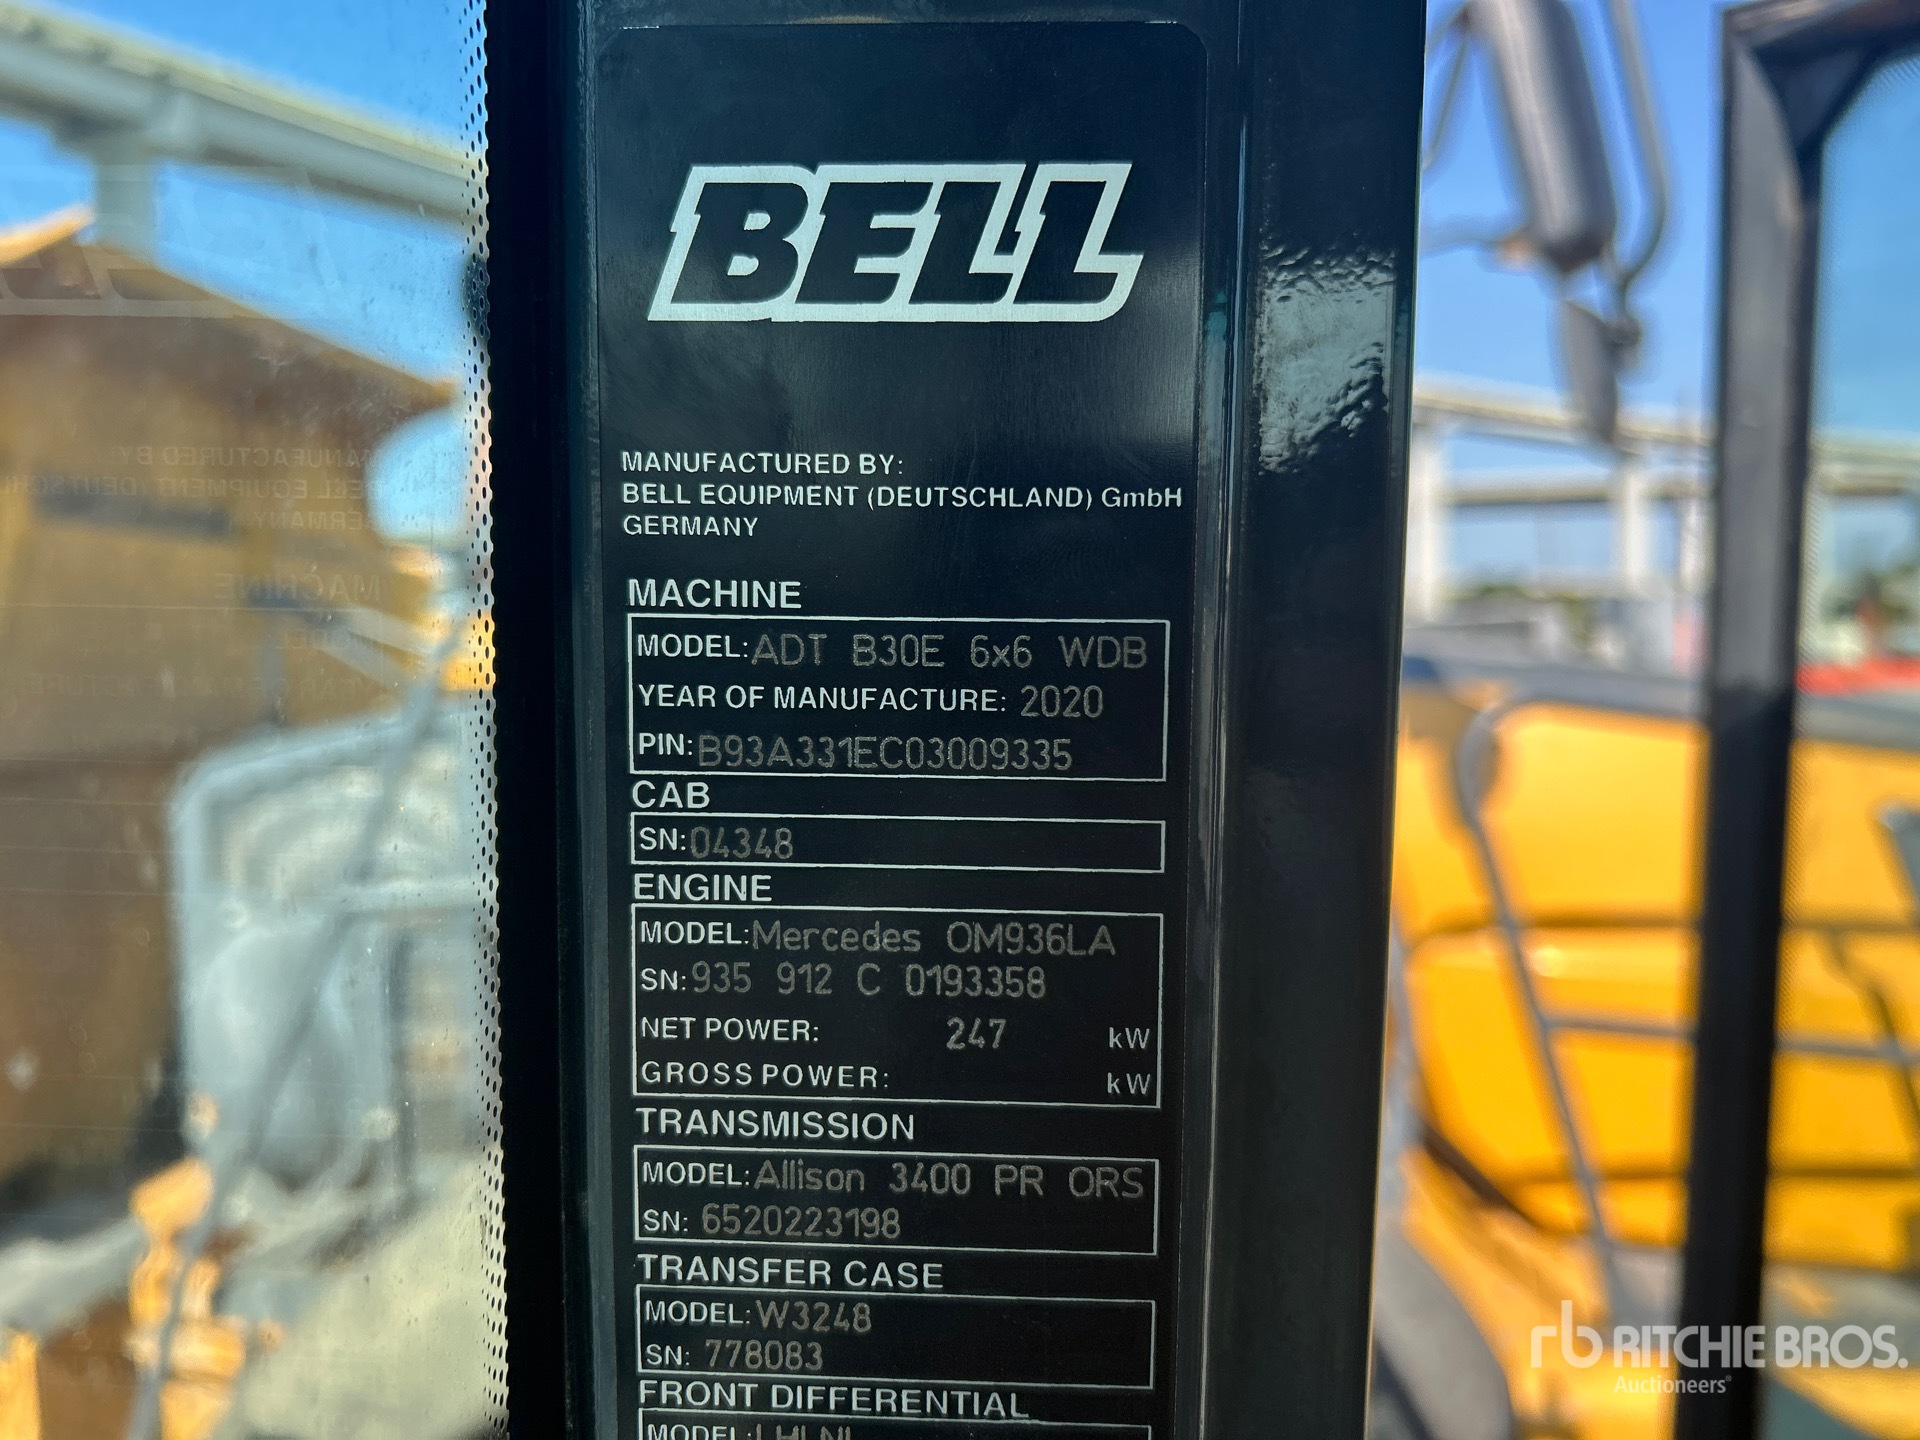 BELL
MANUFACTURED BY:
BELL EQUIPMENT (DEUTSCHLAND) GmbH
GERMANY
MACHINE
MODEL: ADT B30E 6x6 WDB
YEAR OF MANUFACTURE: 2020
PIN: B93A331EC03009335
CAB
SN: 04348
ENGINE
MODEL: Mercedes OM936LA
SN: 935 912 C 0193358
NET POWER: 247 kW
GROSS POWER: kW
TRANSMISSION
MODEL: Allison 3400 PR ORS
SN: 6520223198
TRANSFER CASE
MODEL: W3248
SN: 778083
FRONT DIFFERENTIAL
MODEL:
rb RITCHIE BROS.
Auctioneers